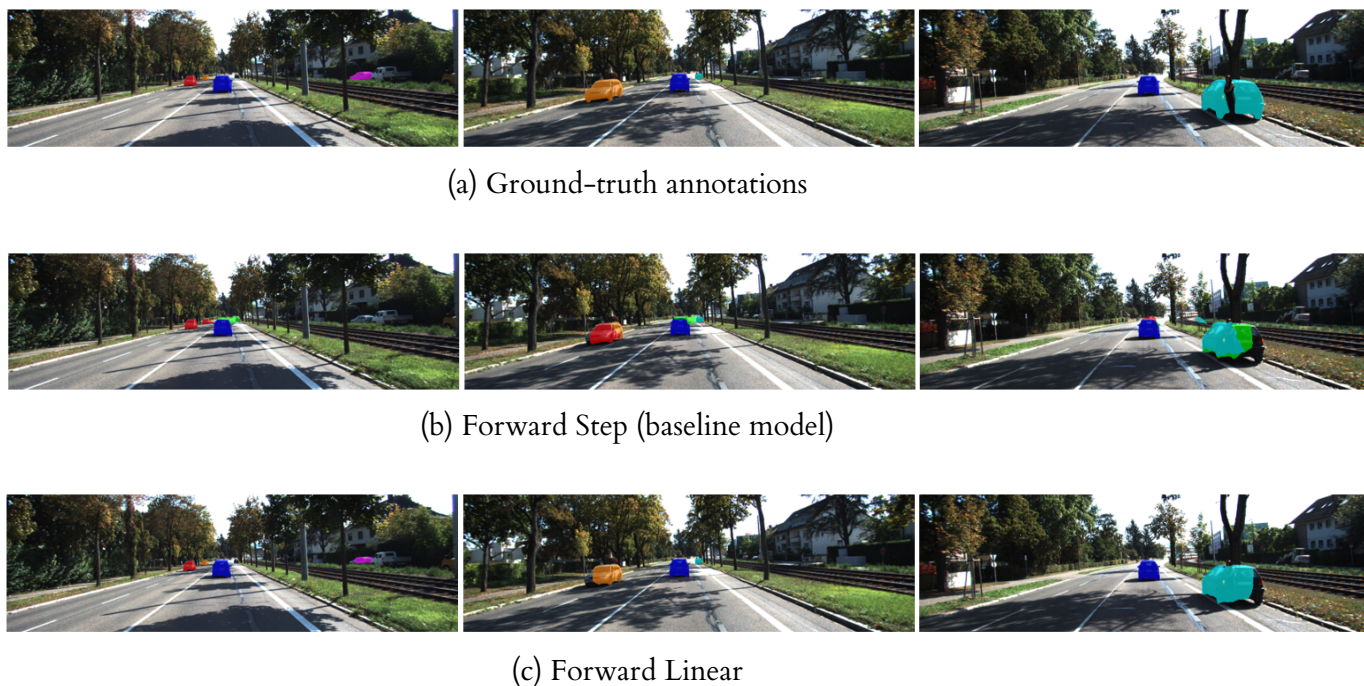 (a) Ground-truth annotations
(b) Forward Step (baseline model)
(c) Forward Linear